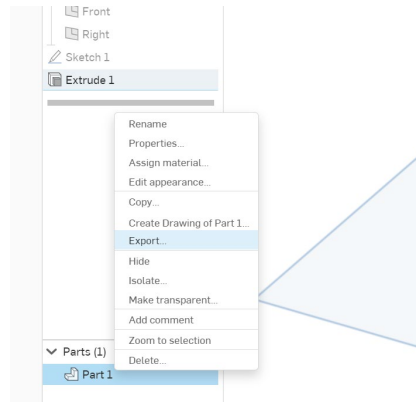 Front
Right
Sketch 1
Extrude 1
Rename
Properties...
Assign material...
Edit appearance...
Copy...
Create Drawing of Part 1...
Export...
Hide
Isolate...
Make transparent...
Add comment
Zoom to selection
Delete...
Parts (1)
Part 1